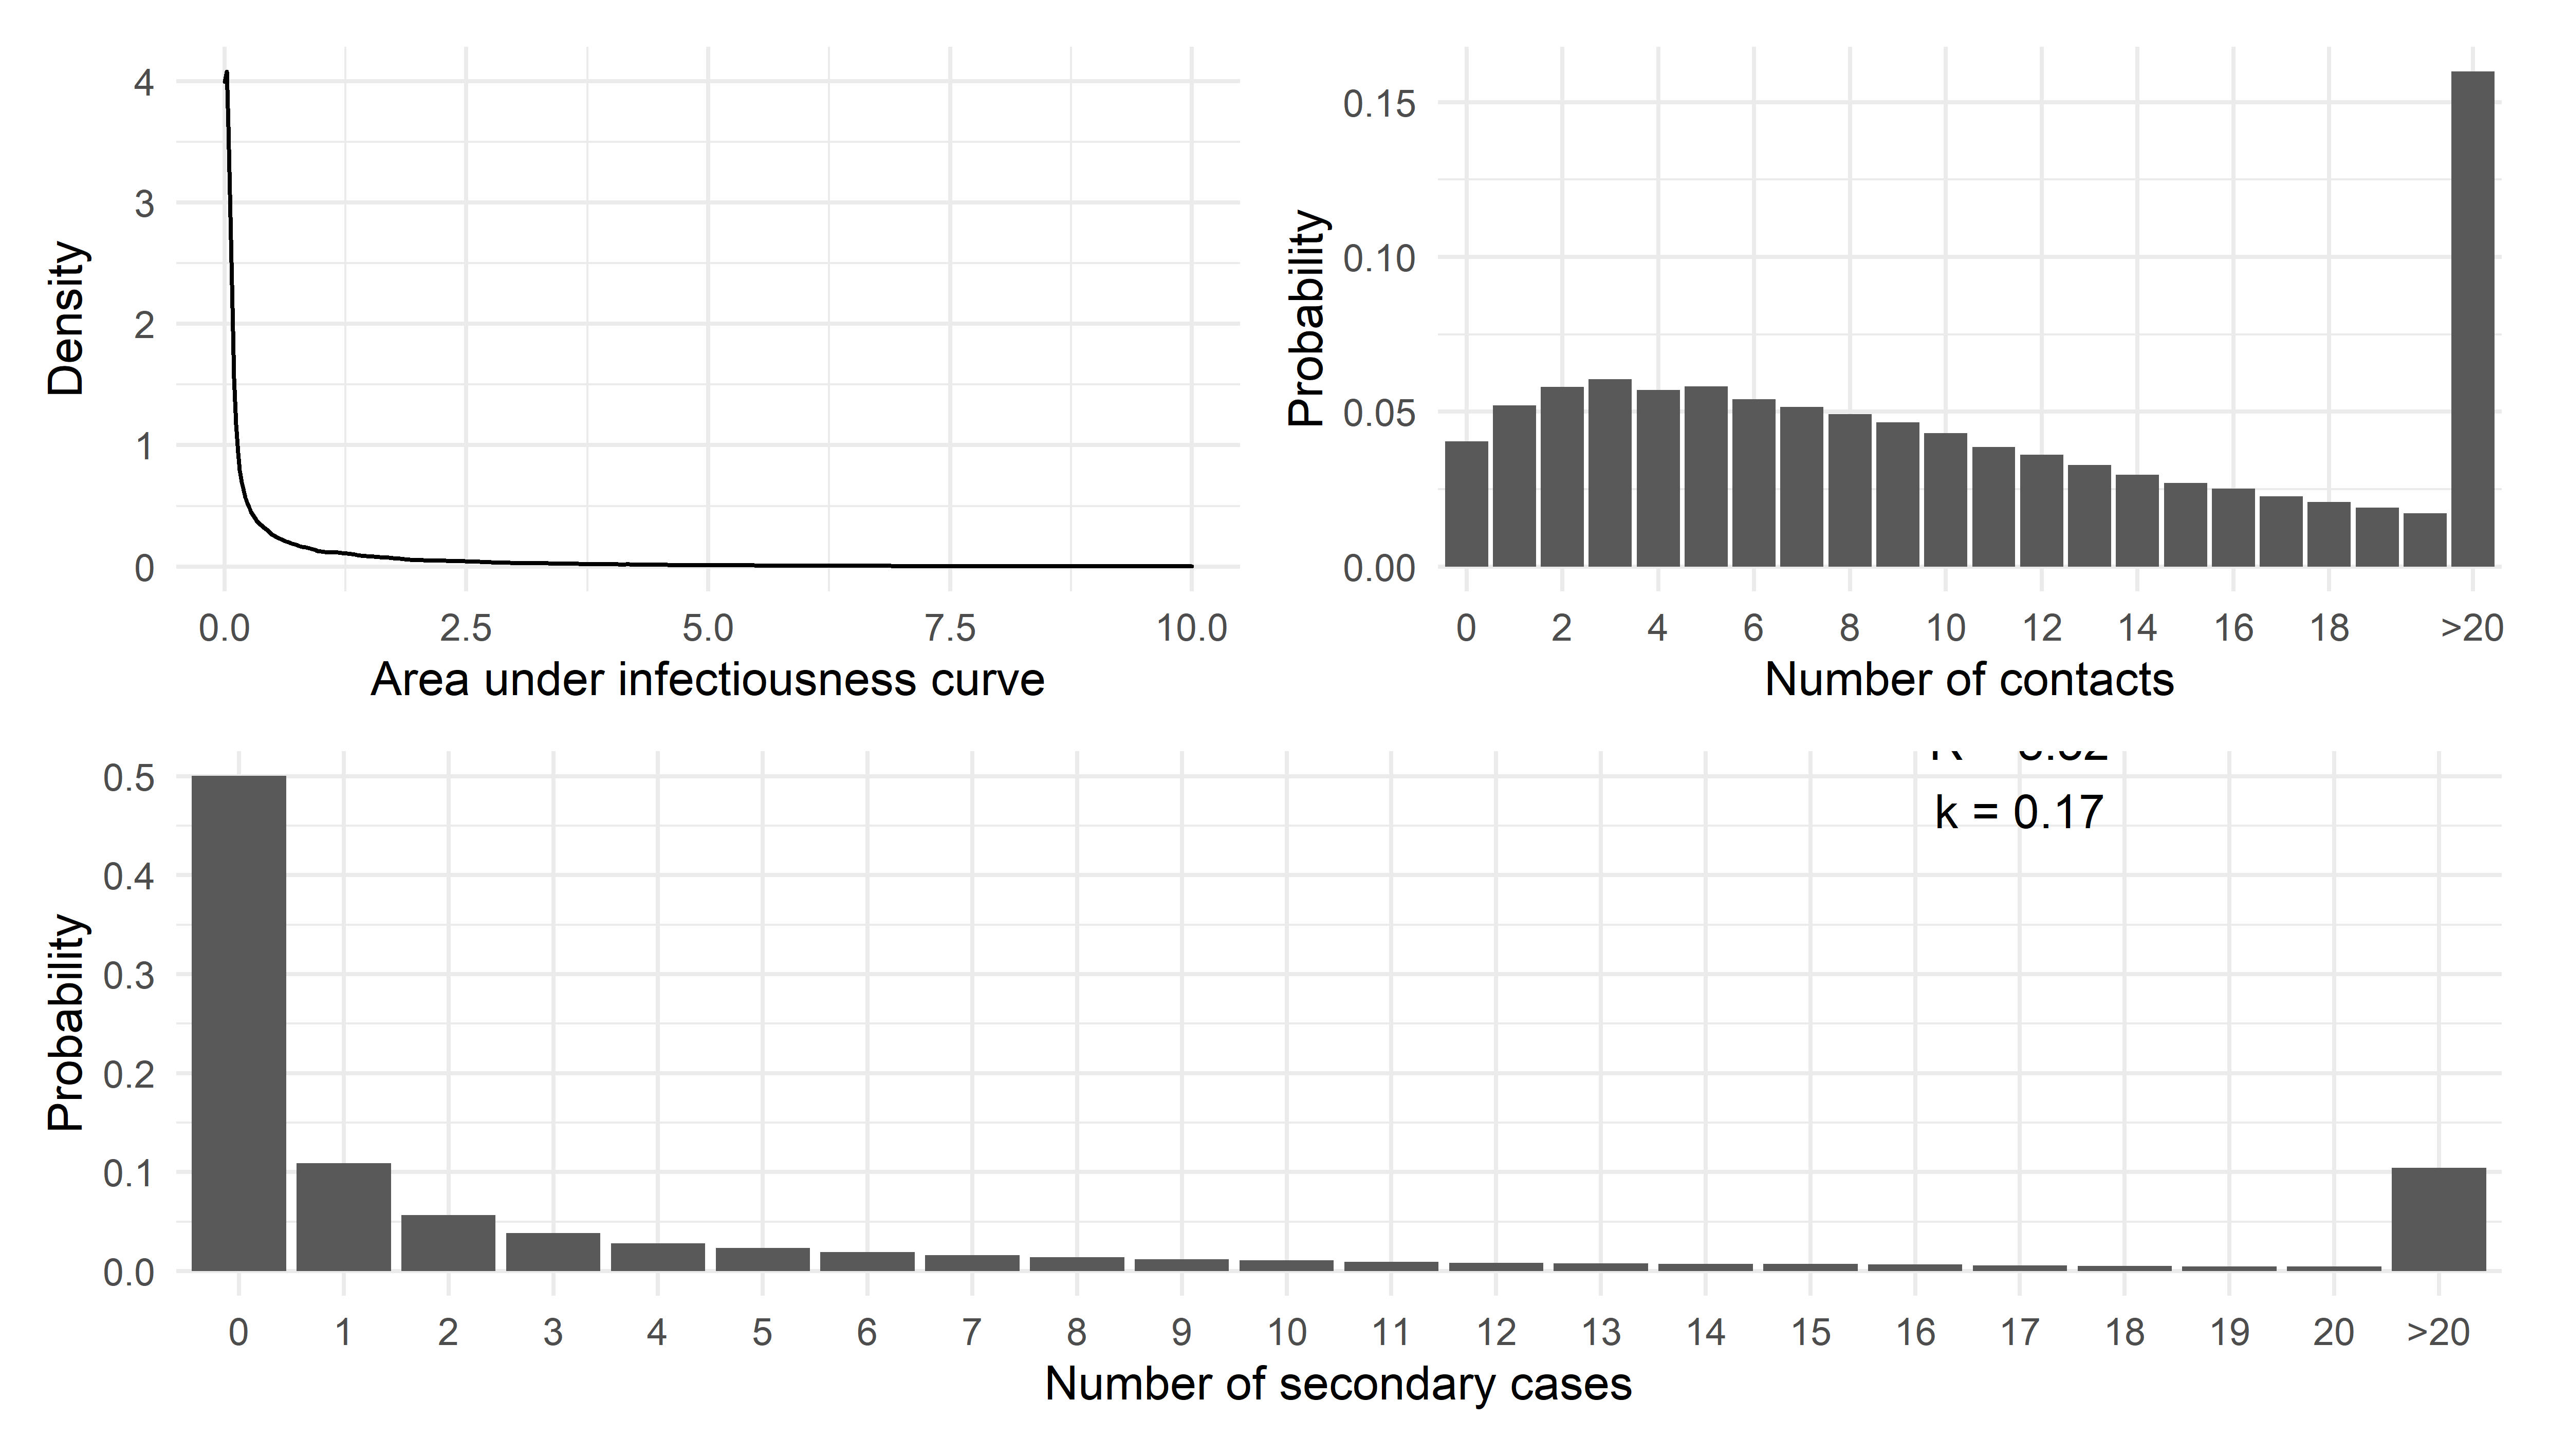 4
3
2
1
0
Density
0.0 2.5 5.0 7.5 10.0
Area under infectiousness curve
0.15
0.10
0.05
0.00
Probability
0 2 4 6 8 10 12 14 16 18 >20
Number of contacts
k = 0.17
0.5
0.4
0.3
0.2
0.1
0.0
Probability
0 1 2 3 4 5 6 7 8 9 10 11 12 13 14 15 16 17 18 19 20 >20
Number of secondary cases